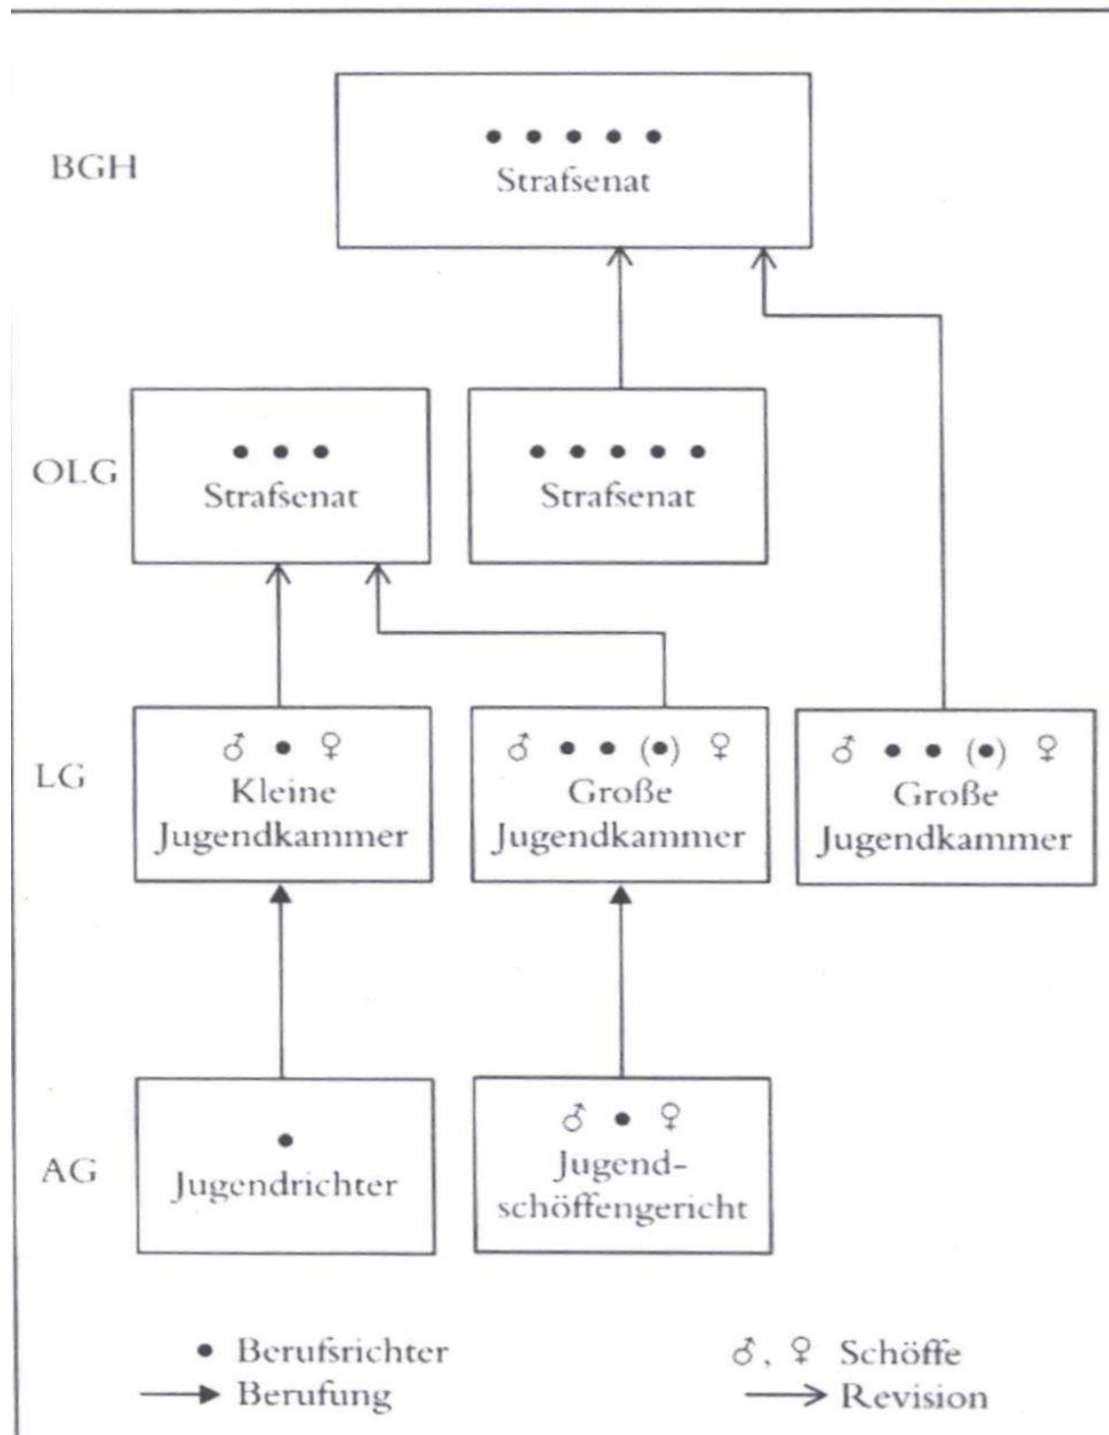 BGH
• • • • •
Strafsenat
OLG
• • •
Strafsenat
• • • • •
Strafsenat
LG
♂ • ♀
Kleine
Jugendkammer
♂ • • (•) ♀
Große
Jugendkammer
♂ • • (•) ♀
Große
Jugendkammer
AG
•
Jugendrichter
♂ • ♀
Jugend-
schöffengericht
• Berufsrichter
Berufung
♂, ♀ Schöffe
Revision